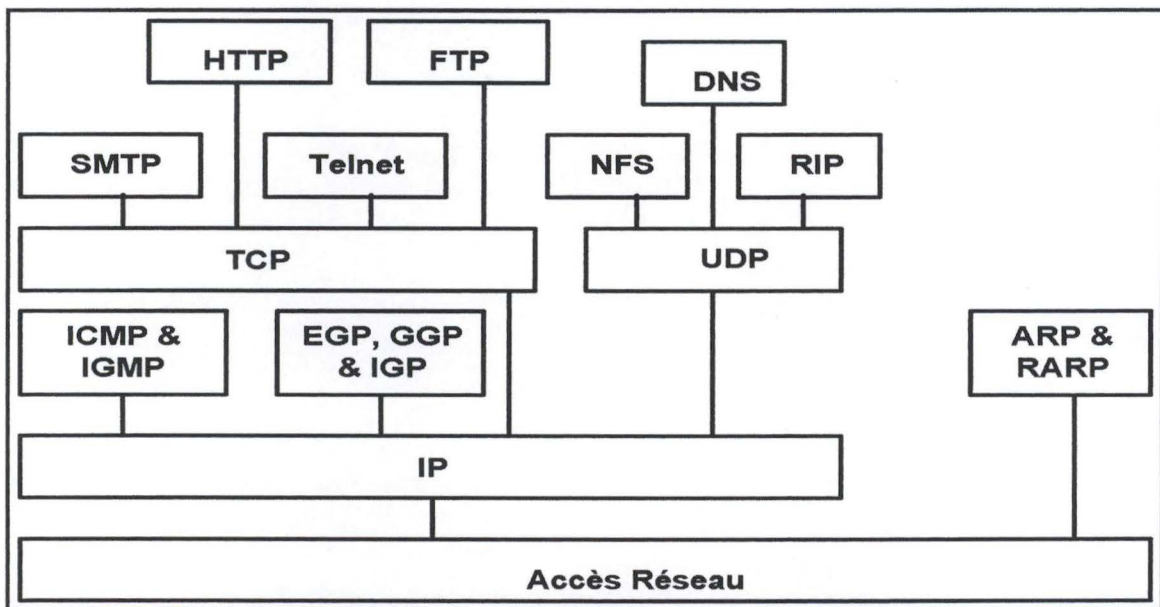 HTTP
FTP
DNS
SMTP
Telnet
NFS
RIP
TCP
UDP
ICMP &
IGMP
EGP, GGP
& IGP
ARP &
RARP
IP
Accès Réseau